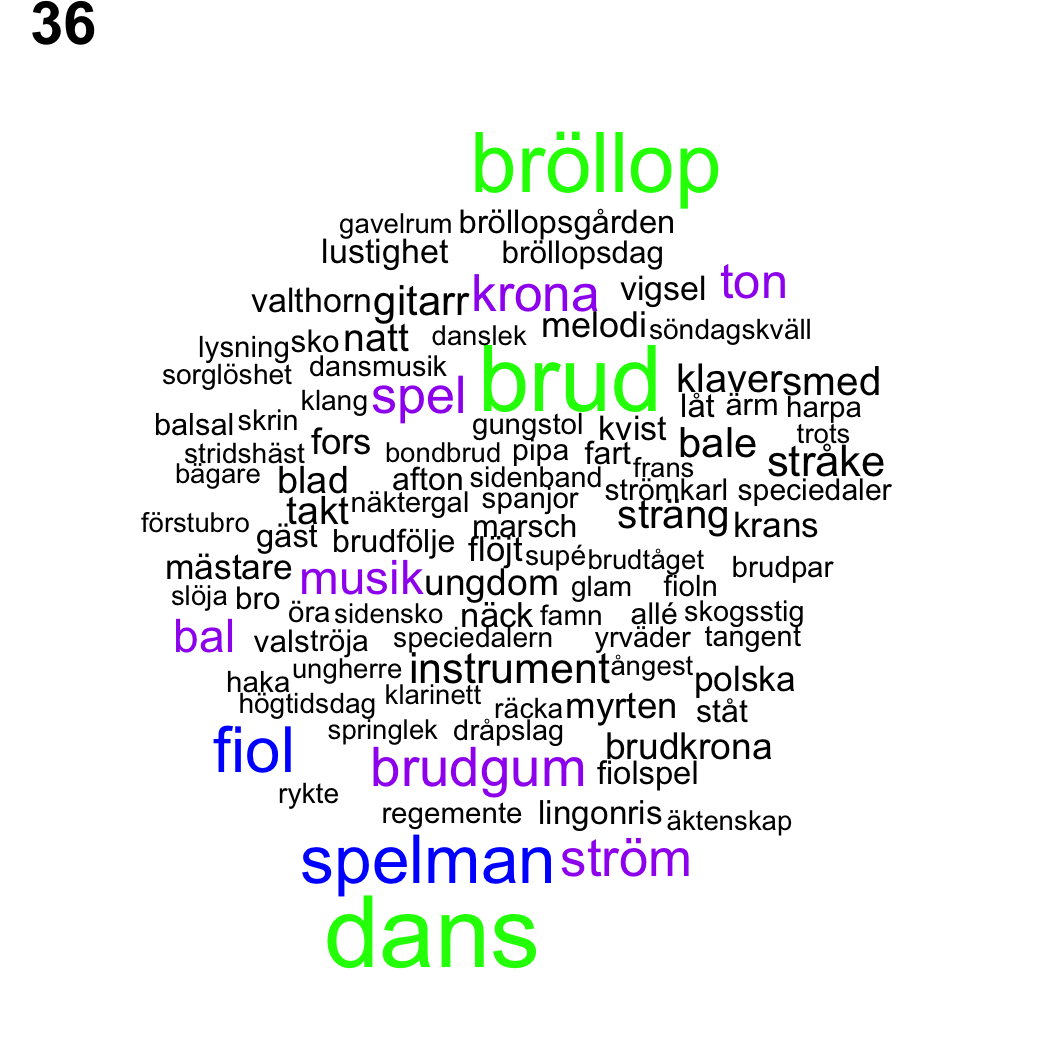 36
bröllop
gavelrum bröllopsgården
lustighet bröllopsdag
valthorn gitarr krona vigsel ton
lysning sko natt danslek melodi söndagskväll
sorglöshet dansmusik brud klaver smed
klang spel låt ärm harpa
balsal skrin fors gungstol kvist bale trots
stridshäst bondbrud pipa fart frans stråke
bägare blad afton sidenband strömkarl speciedaler
förstubro takt näktergal spanjor sträng krans
gäst brudfölje marsch flöjt supé brudtåget brudpar
mästare musik ungdom glam fioln
slöja bro öra sidensko näck famn allé skogsstig
bal valströja speciedalern yrväder tangent
haka ungherre instrument ångest polska
högtidsdag klarinett räcka myrten ståt
fiol springlek dråpslag brudkrona
rykte brudgum fiolspel
regemente lingonris äktenskap
spelman ström
dans